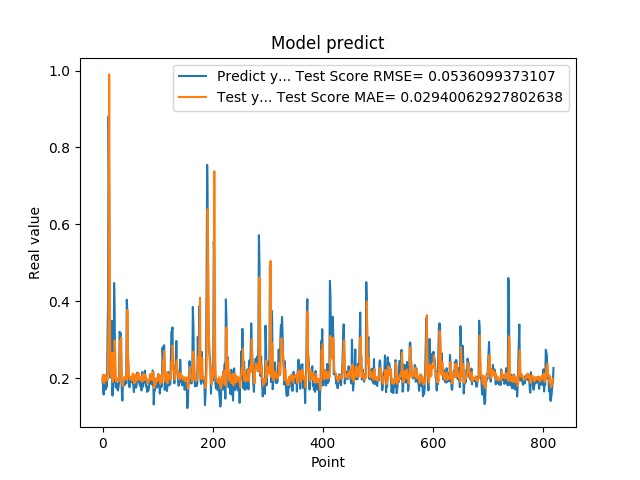 Model predict
Predict y... Test Score RMSE= 0.0536099373107
Test y... Test Score MAE= 0.02940062927802638
1.0
0.8
0.6
0.4
0.2
Real value
0 200 400 600 800
Point